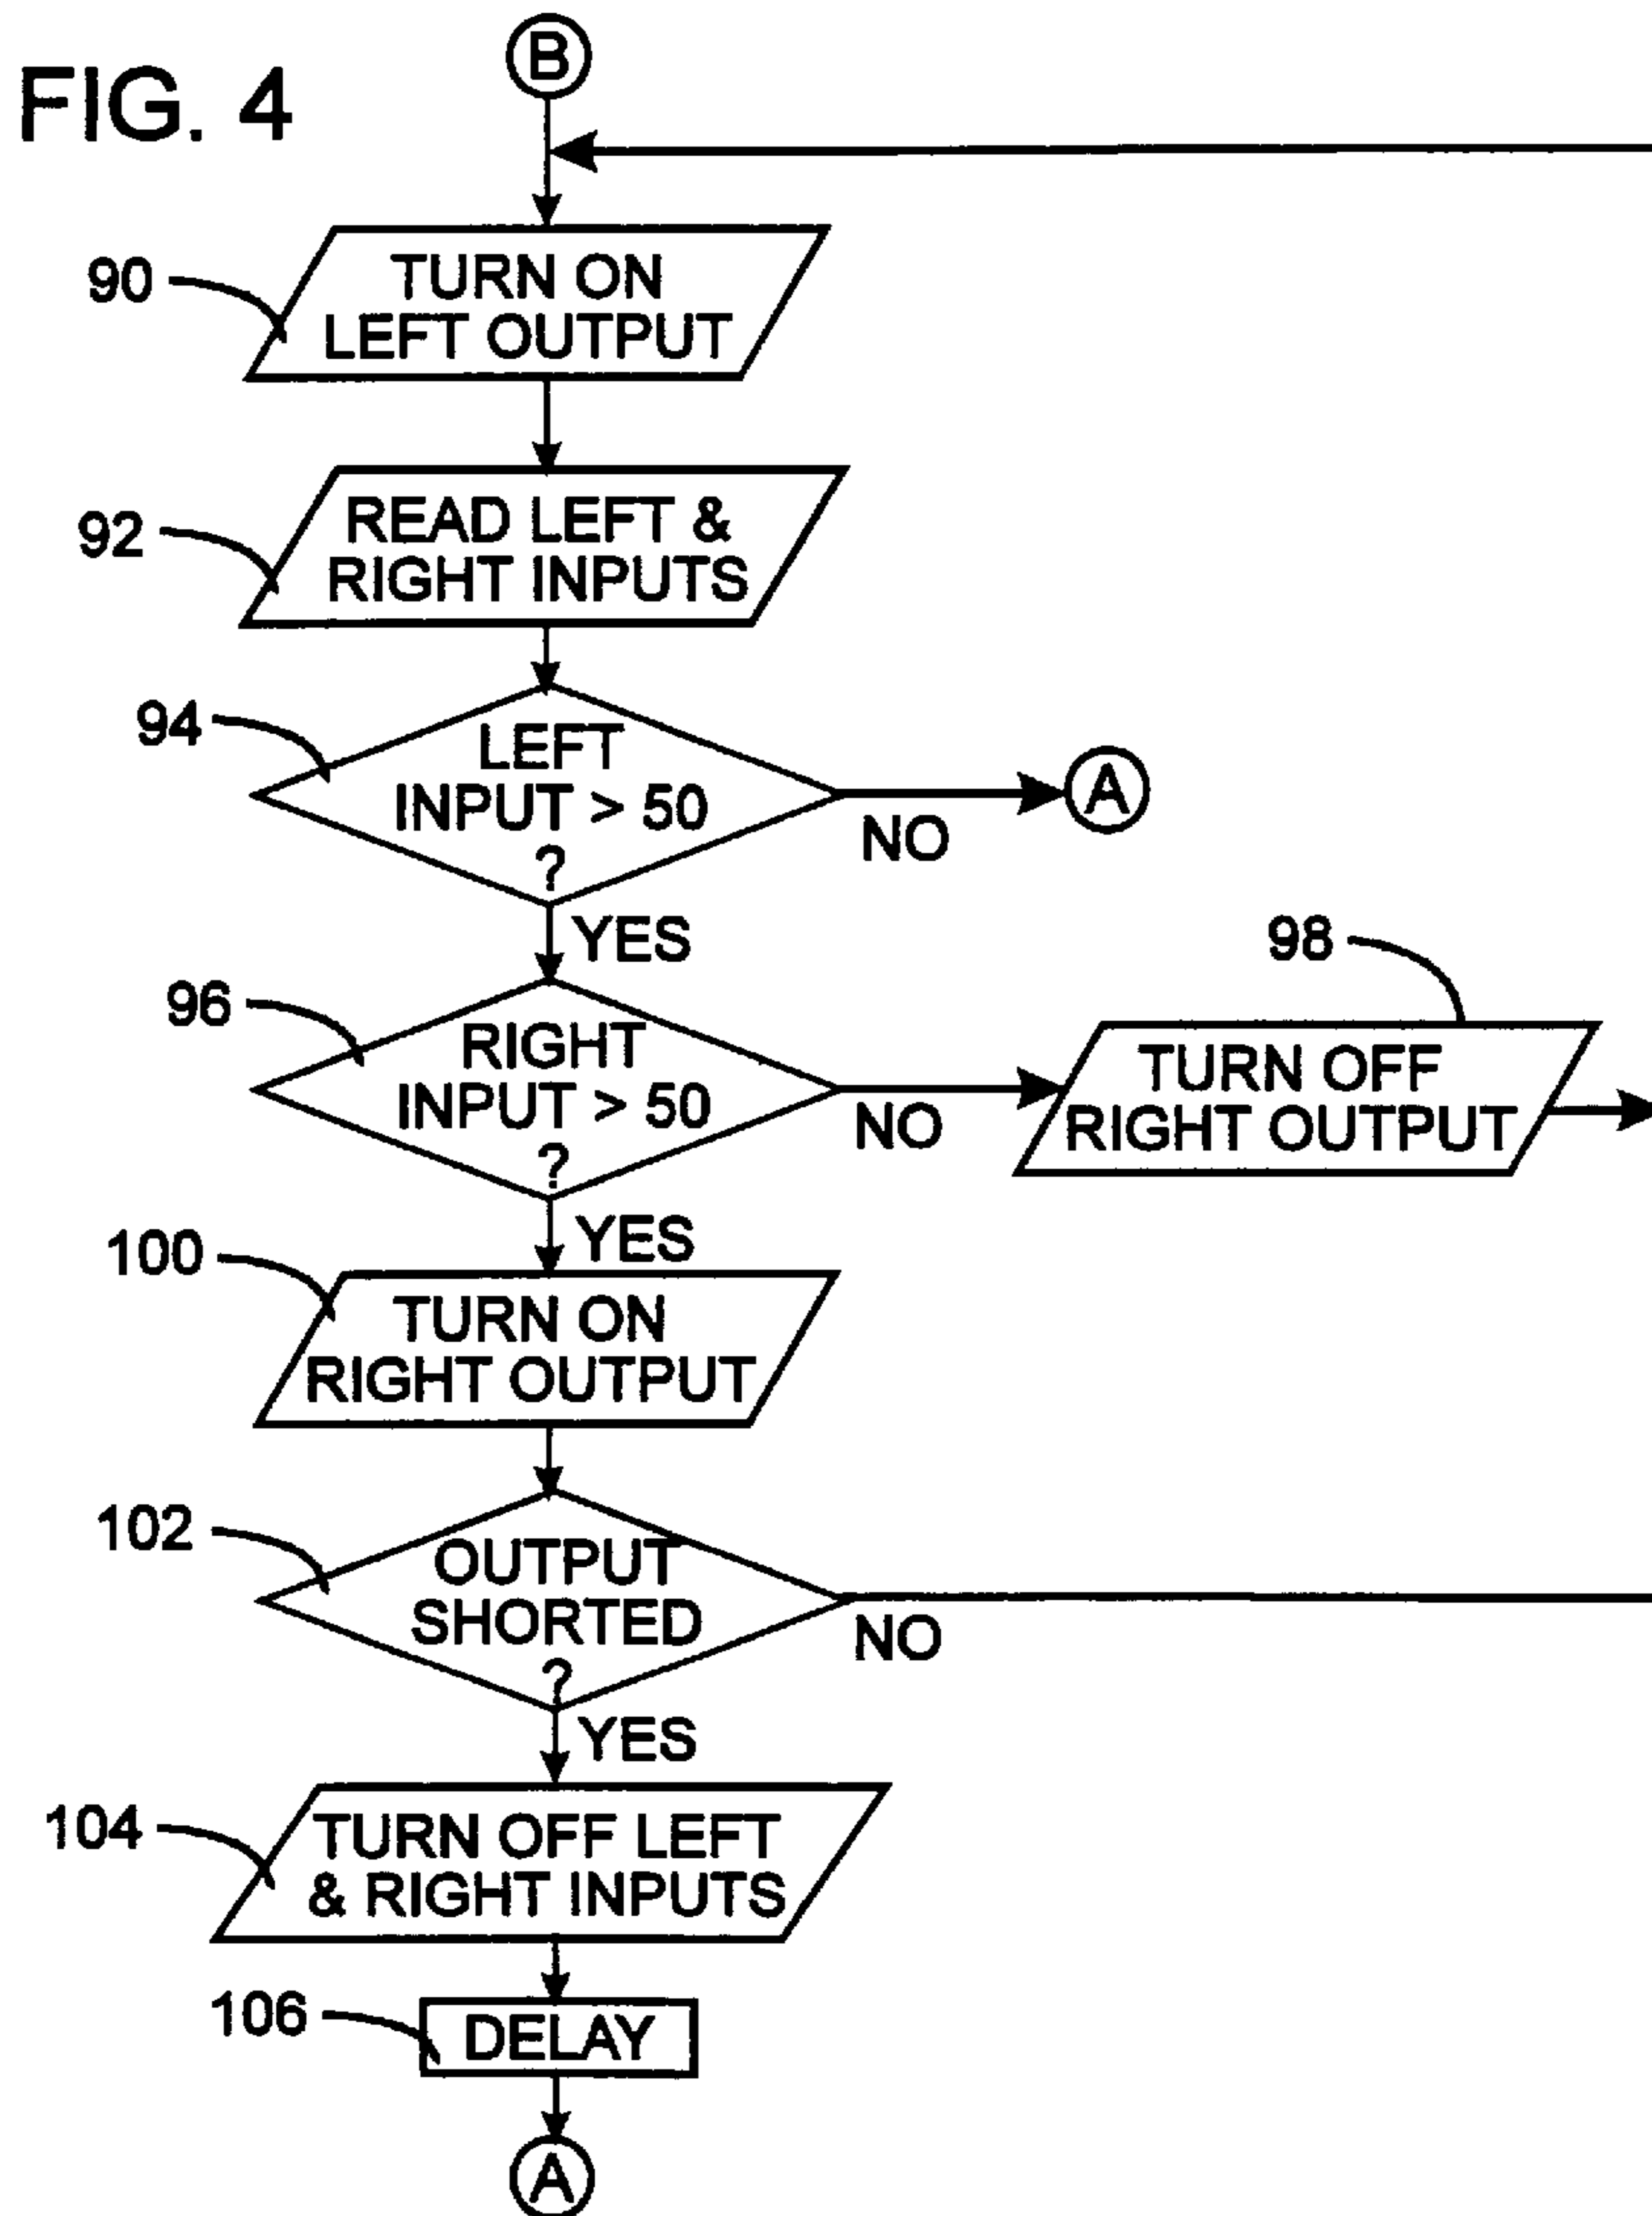 FIG. 4
B
90
TURN ON
LEFT OUTPUT
92
READ LEFT &
RIGHT INPUTS
94
LEFT
INPUT > 50
?
NO
A
YES
96
RIGHT
INPUT > 50
?
NO
98
TURN OFF
RIGHT OUTPUT
YES
100
TURN ON
RIGHT OUTPUT
102
OUTPUT
SHORTED
?
NO
YES
104
TURN OFF LEFT
& RIGHT INPUTS
106
DELAY
A